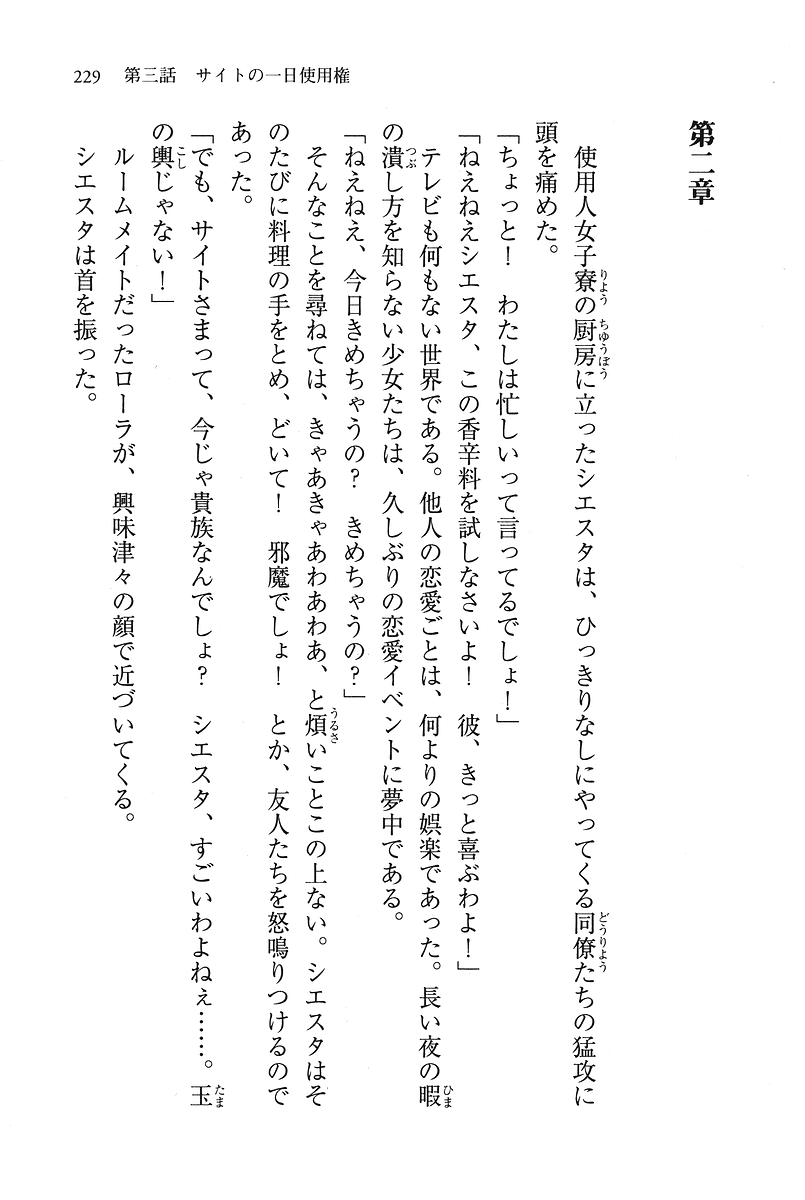 229　第三話　サイトの一日使用権
第二章
使用人女子寮の厨房に立ったシエスタは、ひっきりなしにやってくる同僚たちの猛攻に
頭を痛めた。
「ちょっと！　わたしは忙しいって言ってるでしょ！」
「ねえねえシエスタ、この香辛料を試しなさいよ！　彼、きっと喜ぶわよ！」
テレビも何もない世界である。他人の恋愛ごとは、何よりの娯楽であった。長い夜の暇
の潰し方を知らない少女たちは、久しぶりの恋愛イベントに夢中である。
「ねえねえ、今日きめちゃうの？　きめちゃうの？」
そんなことを尋ねては、きゃあきゃあわあわあ、と煩いことこの上ない。シエスタはそ
のたびに料理の手をとめ、どいて！　邪魔でしょ！　とか、友人たちを怒鳴りつけるので
あった。
「でも、サイトさまって、今じゃ貴族なんでしょ？　シエスタ、すごいわよねぇ……。玉
の輿じゃない！」
ルームメイトだったローラが、興味津々の顔で近づいてくる。
シエスタは首を振った。